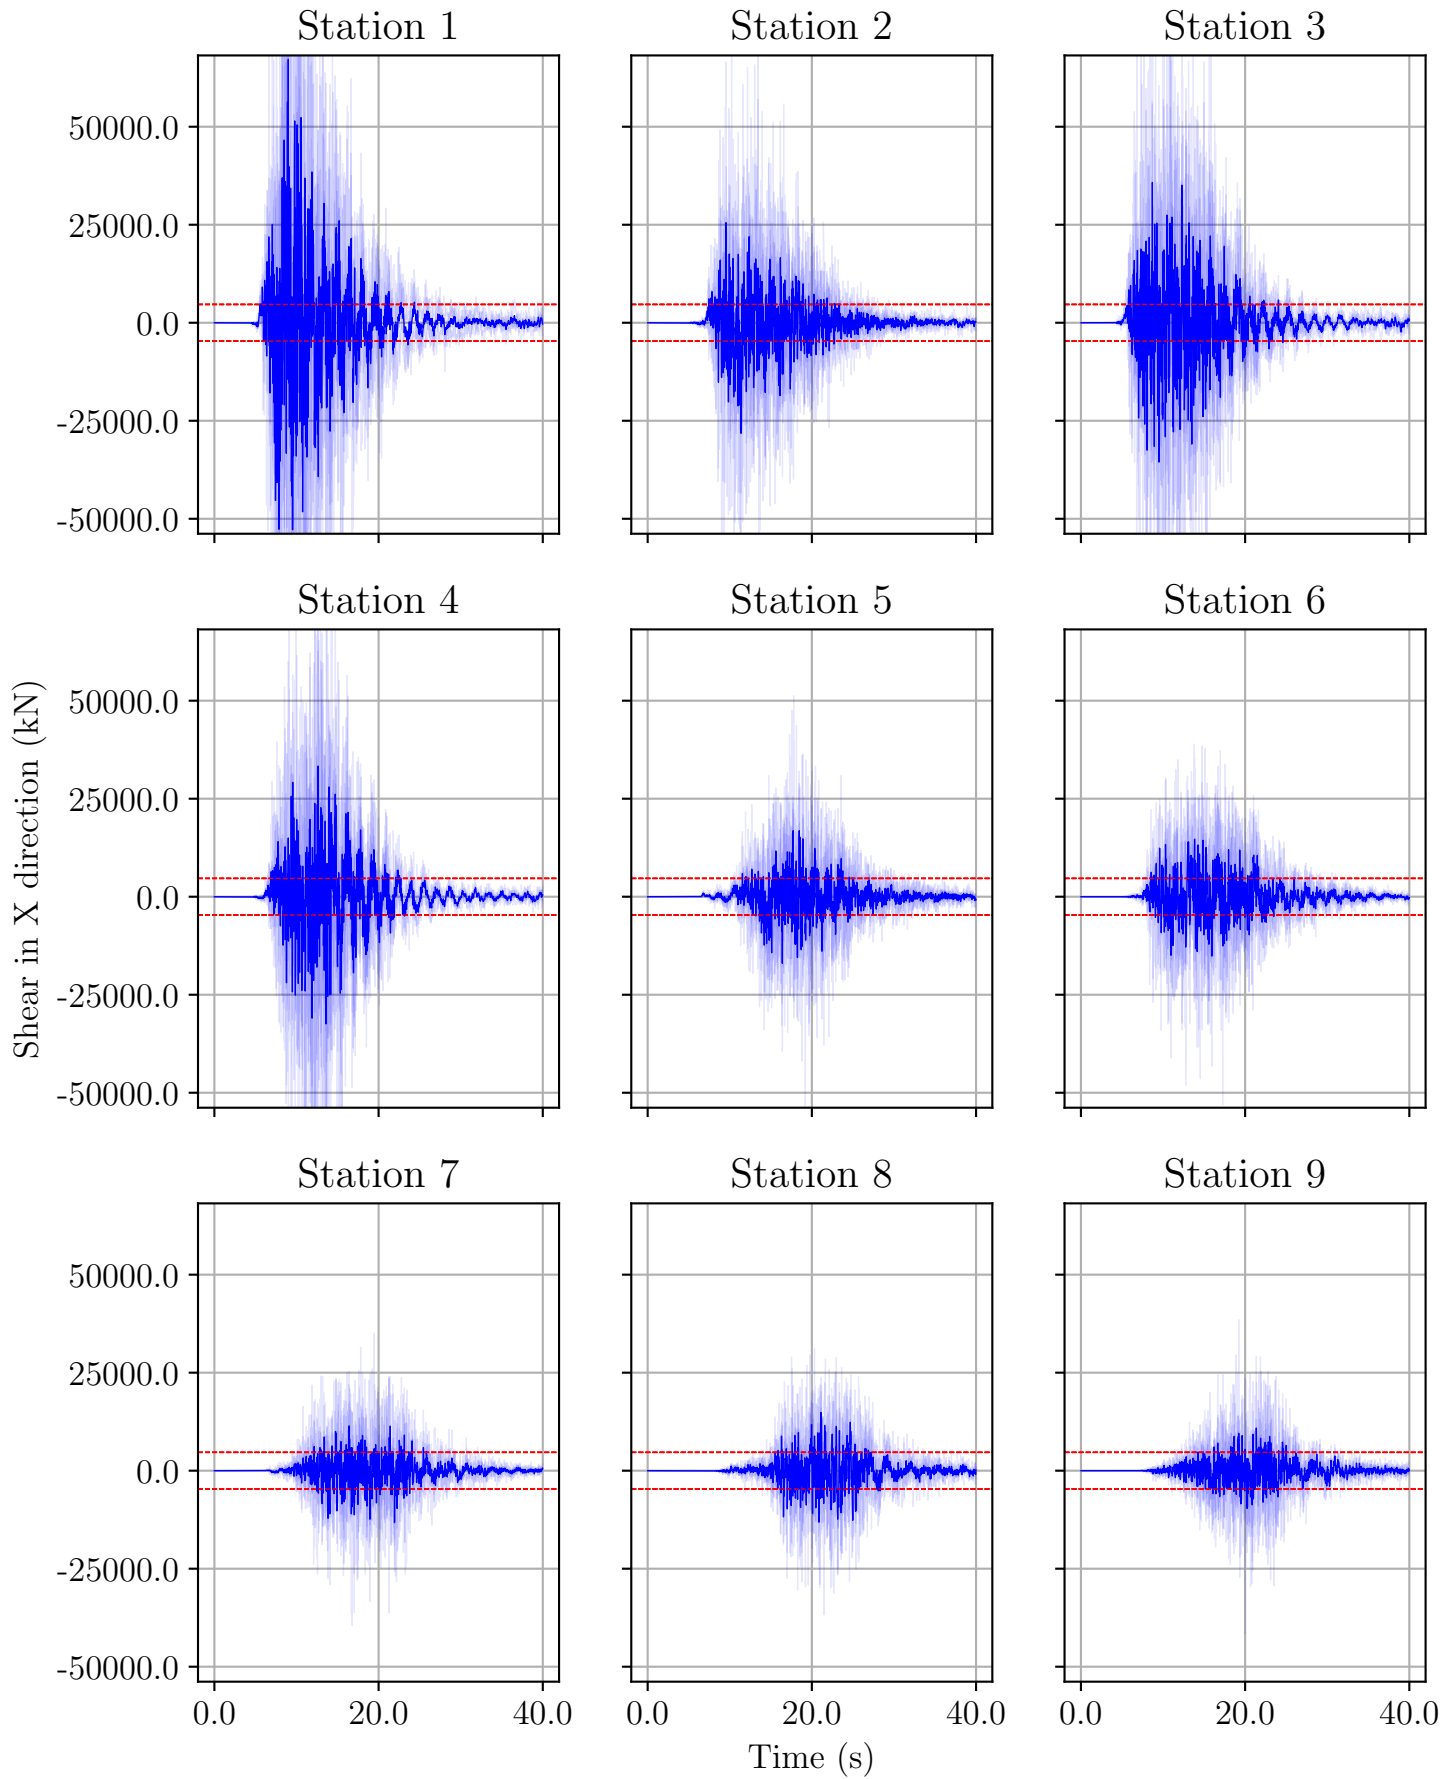 Station 1
Station 2
Station 3
50000.0
25000.0
0.0
-25000.0
-50000.0
Station 4
Station 5
Station 6
Shear in X direction (kN)
50000.0
25000.0
0.0
-25000.0
-50000.0
Station 7
Station 8
Station 9
50000.0
25000.0
0.0
-25000.0
-50000.0
0.0 20.0 40.0
0.0 20.0 40.0
0.0 20.0 40.0
Time (s)